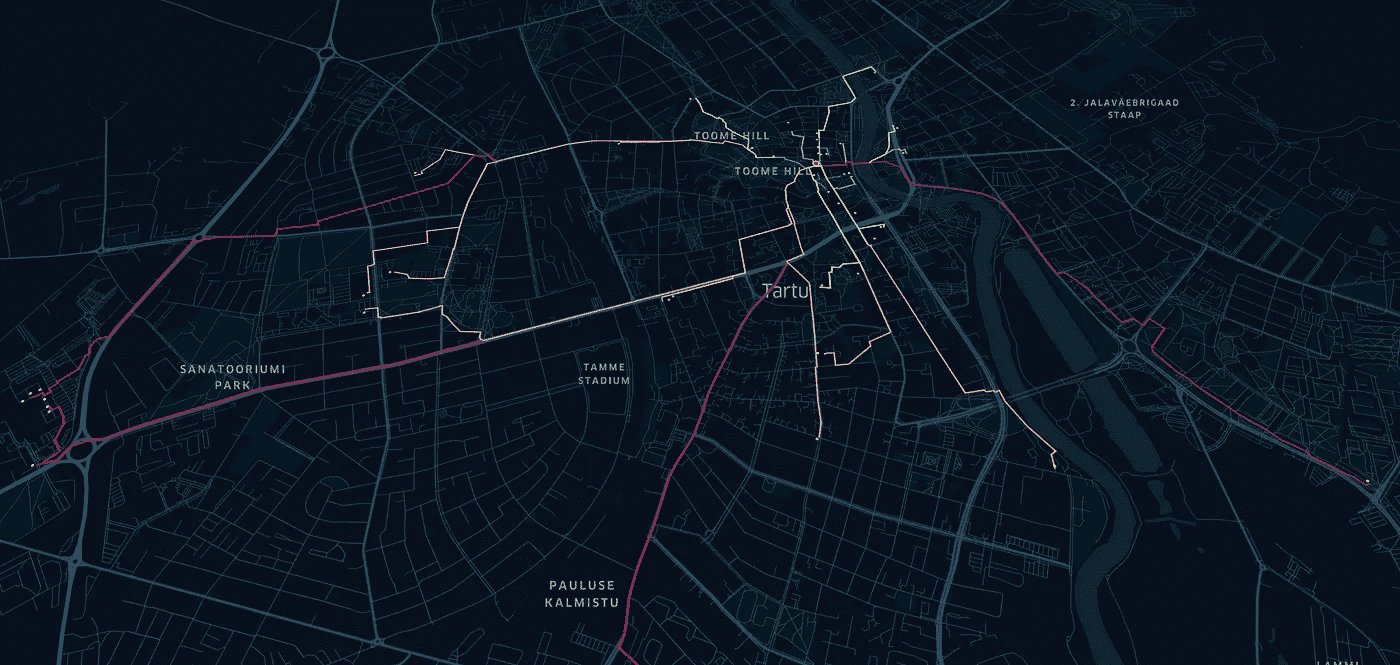 2. JALAVÄEBRIGAAD
STAAP
TOOME HILL
TOOME HILL
Tartu
SANATOORIUMI
PARK
TAMME
STADIUM
PAULUSE
KALMISTU